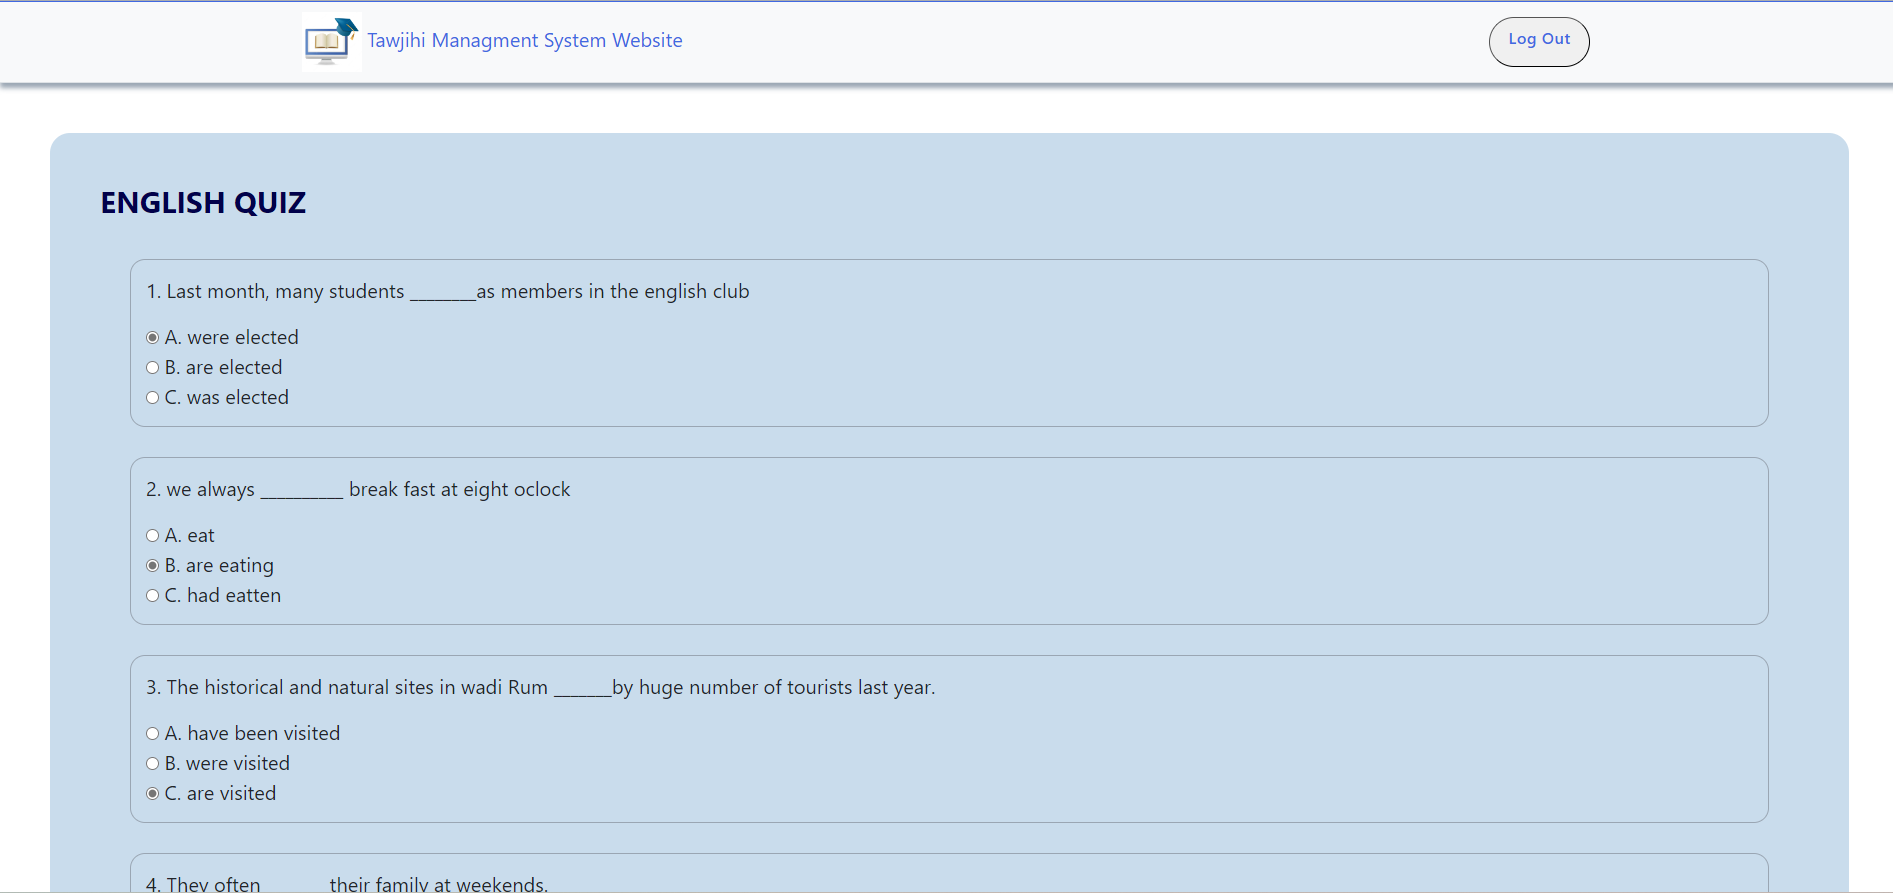 Tawjihi Managment System Website
Log Out
ENGLISH QUIZ
1. Last month, many students ________as members in the english club
A. were elected
B. are elected
C. was elected
2. we always __________ break fast at eight oclock
A. eat
B. are eating
C. had eatten
3. The historical and natural sites in wadi Rum _______by huge number of tourists last year.
A. have been visited
B. were visited
C. are visited
4. They often ________ their family at weekends.